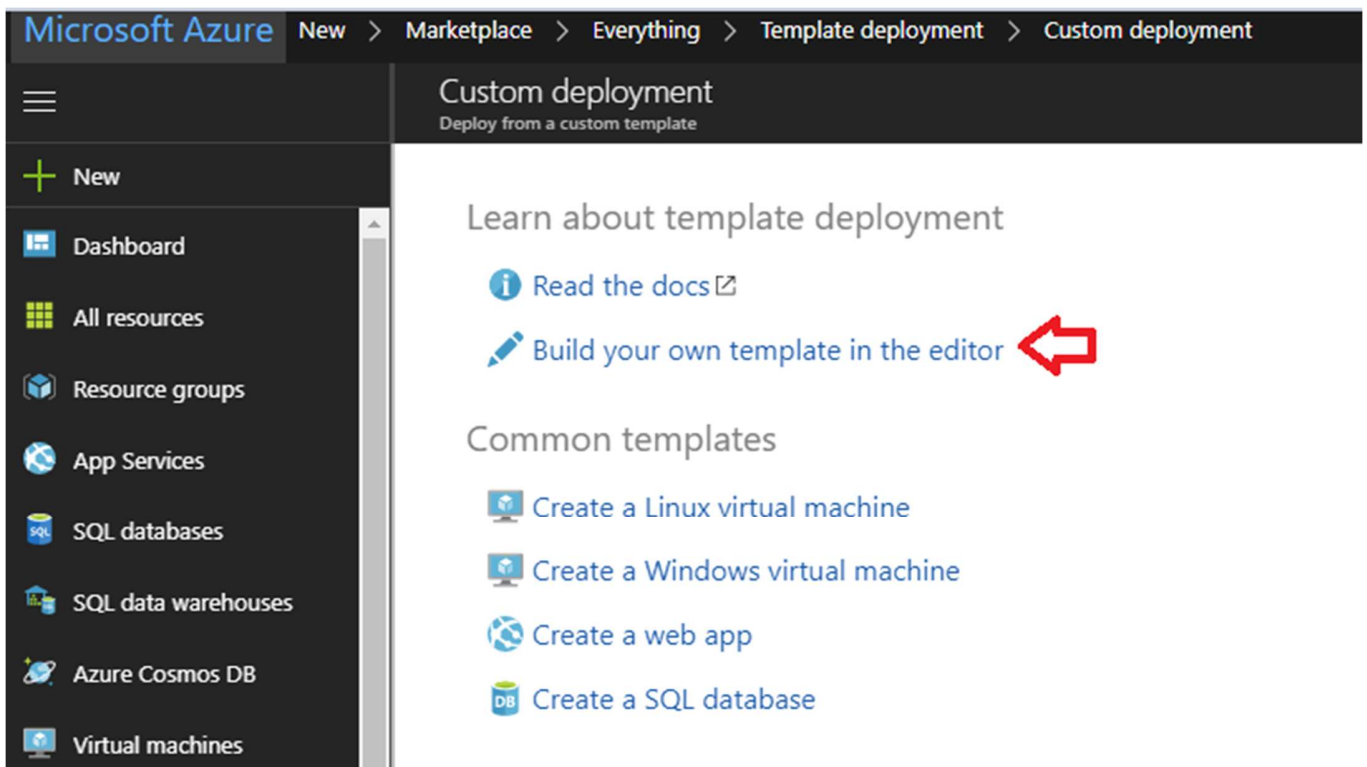 Microsoft Azure New > Marketplace > Everything > Template deployment > Custom deployment
Custom deployment
Deploy from a custom template
New
Dashboard
All resources
Resource groups
App Services
SQL databases
SQL data warehouses
Azure Cosmos DB
Virtual machines
Learn about template deployment
Read the docs
Build your own template in the editor
Common templates
Create a Linux virtual machine
Create a Windows virtual machine
Create a web app
Create a SQL database